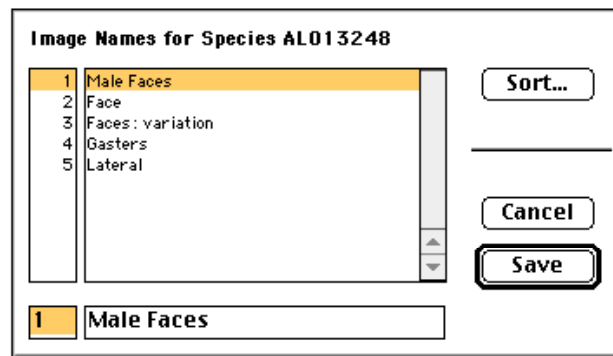 Image Names for Species ALO13248
1 Male Faces
2 Face
3 Faces: variation
4 Gasters
5 Lateral
Sort...
Cancel
Save
1 Male Faces